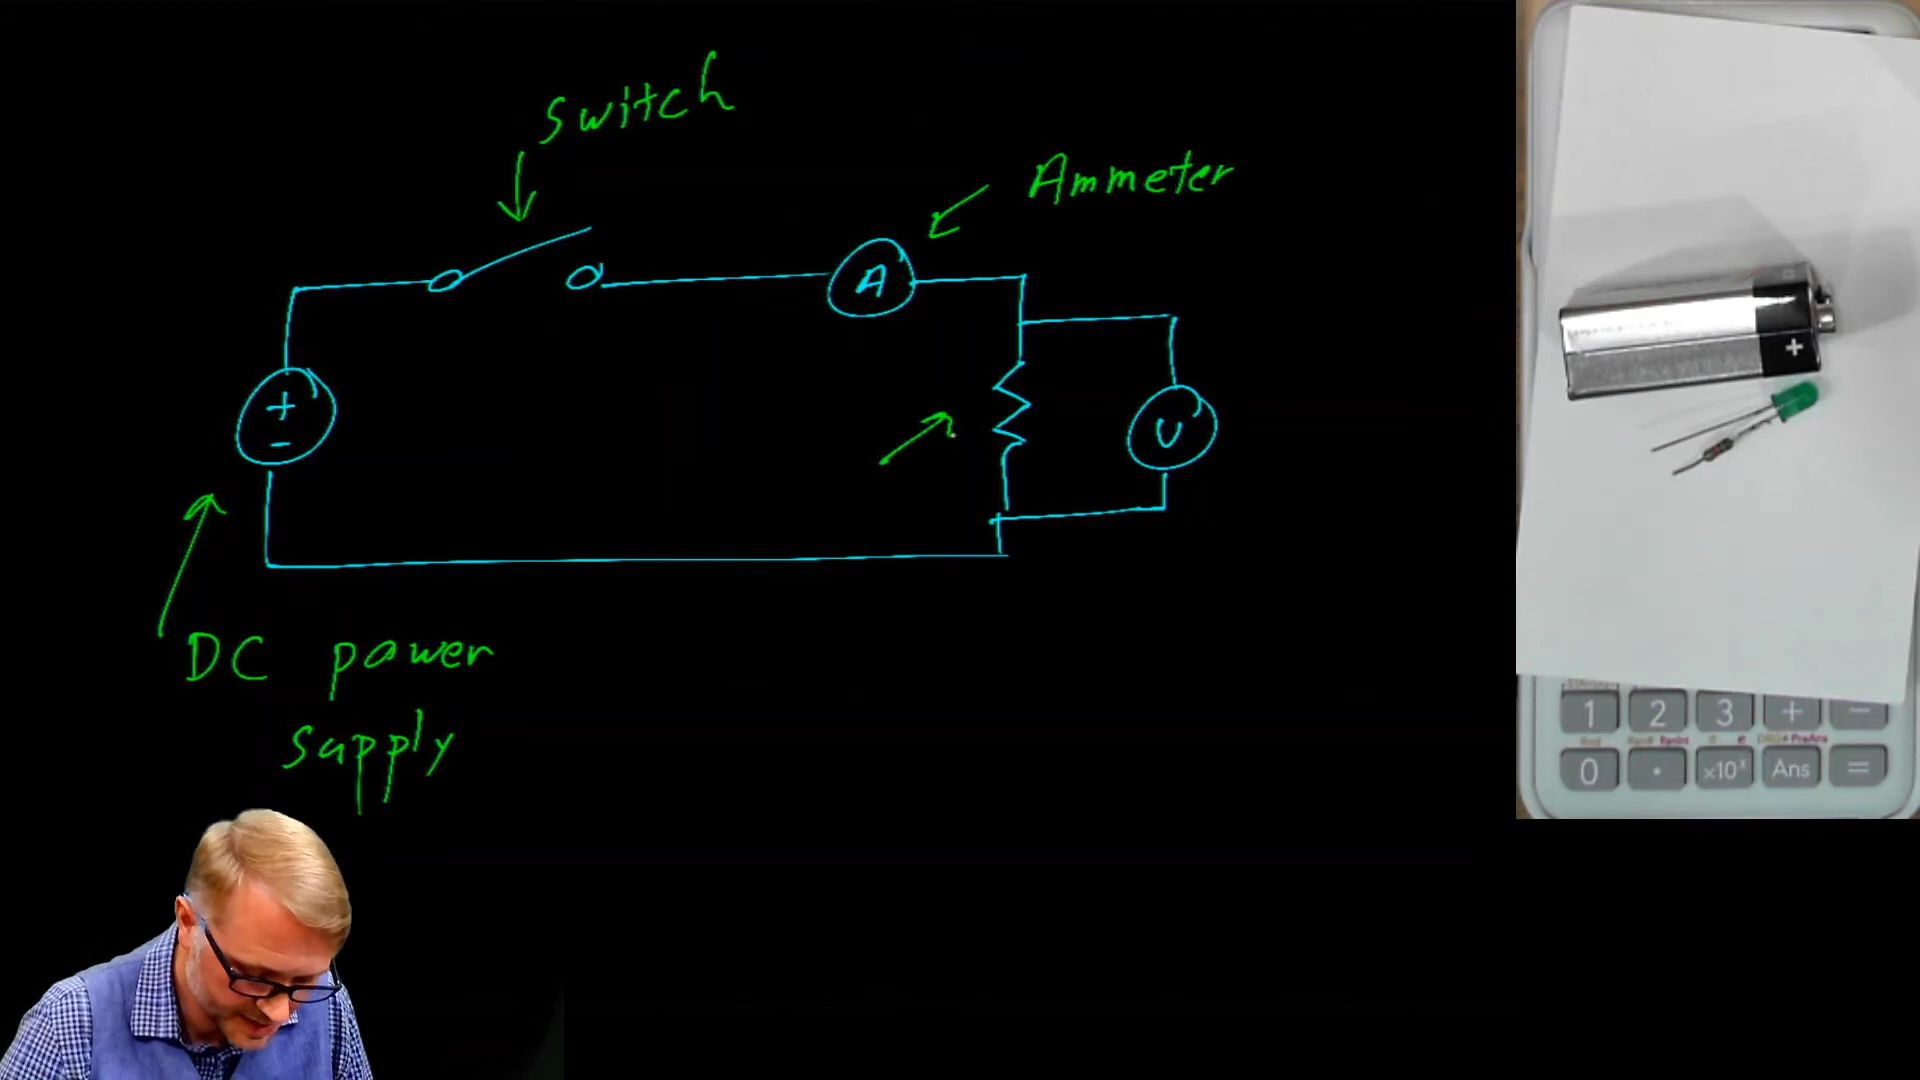 Switch
Ammeter
A
+
-
V
DC power
supply
+
1 2 3 + −
0 . ×10ˣ Ans =